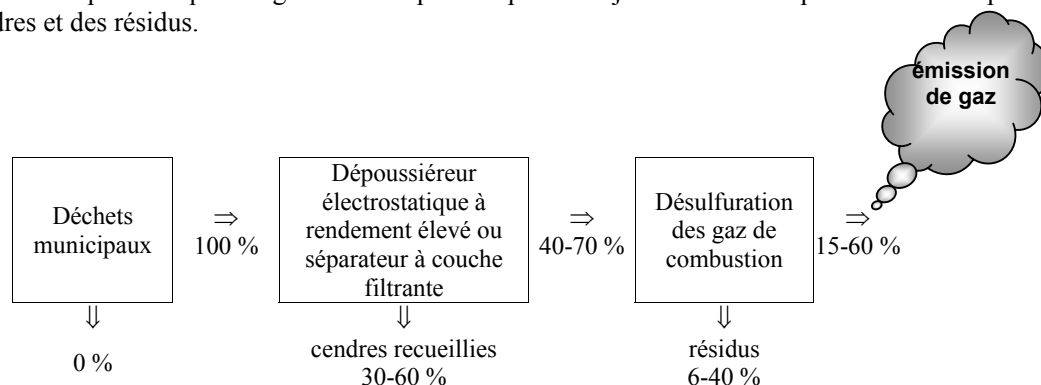 dres et des résidus.
émission
de gaz
Déchets
municipaux
⇒
100 %
Dépoussiéreur
électrostatique à
rendement élevé ou
séparateur à couche
filtrante
⇒
40-70 %
Désulfuration
des gaz de
combustion
⇒
15-60 %
⇓
0 %
⇓
cendres recueillies
30-60 %
⇓
résidus
6-40 %